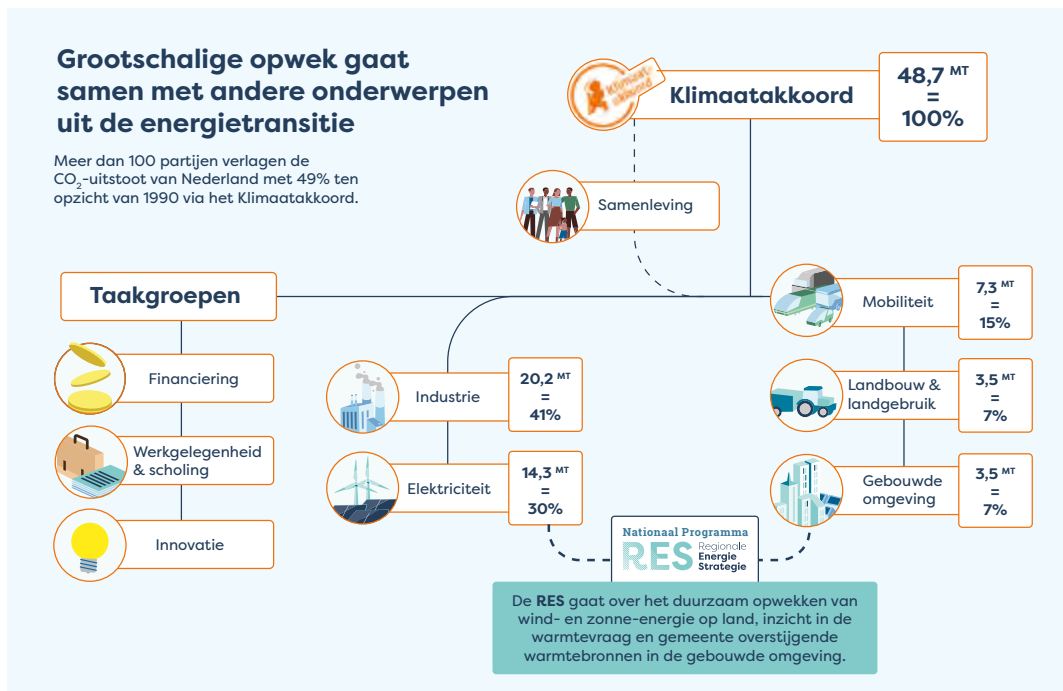 Grootschalige opwek gaat
samen met andere onderwerpen
uit de energietransitie
Meer dan 100 partijen verlagen de
CO₂-uitstoot van Nederland met 49% ten
opzicht van 1990 via het Klimaatakkoord.
Klimaat-
akkoord
Klimaatakkoord
48,7 MT
=
100%
Samenleving
Taakgroepen
Financiering
Werkgelegenheid
& scholing
Innovatie
Industrie
20,2 MT
=
41%
Elektriciteit
14,3 MT
=
30%
Mobiliteit
7,3 MT
=
15%
Landbouw &
landgebruik
3,5 MT
=
7%
Gebouwde
omgeving
3,5 MT
=
7%
Nationaal Programma
RES Regionale
Energie
Strategie
De RES gaat over het duurzaam opwekken van
wind- en zonne-energie op land, inzicht in de
warmtevraag en gemeente overstijgende
warmtebronnen in de gebouwde omgeving.